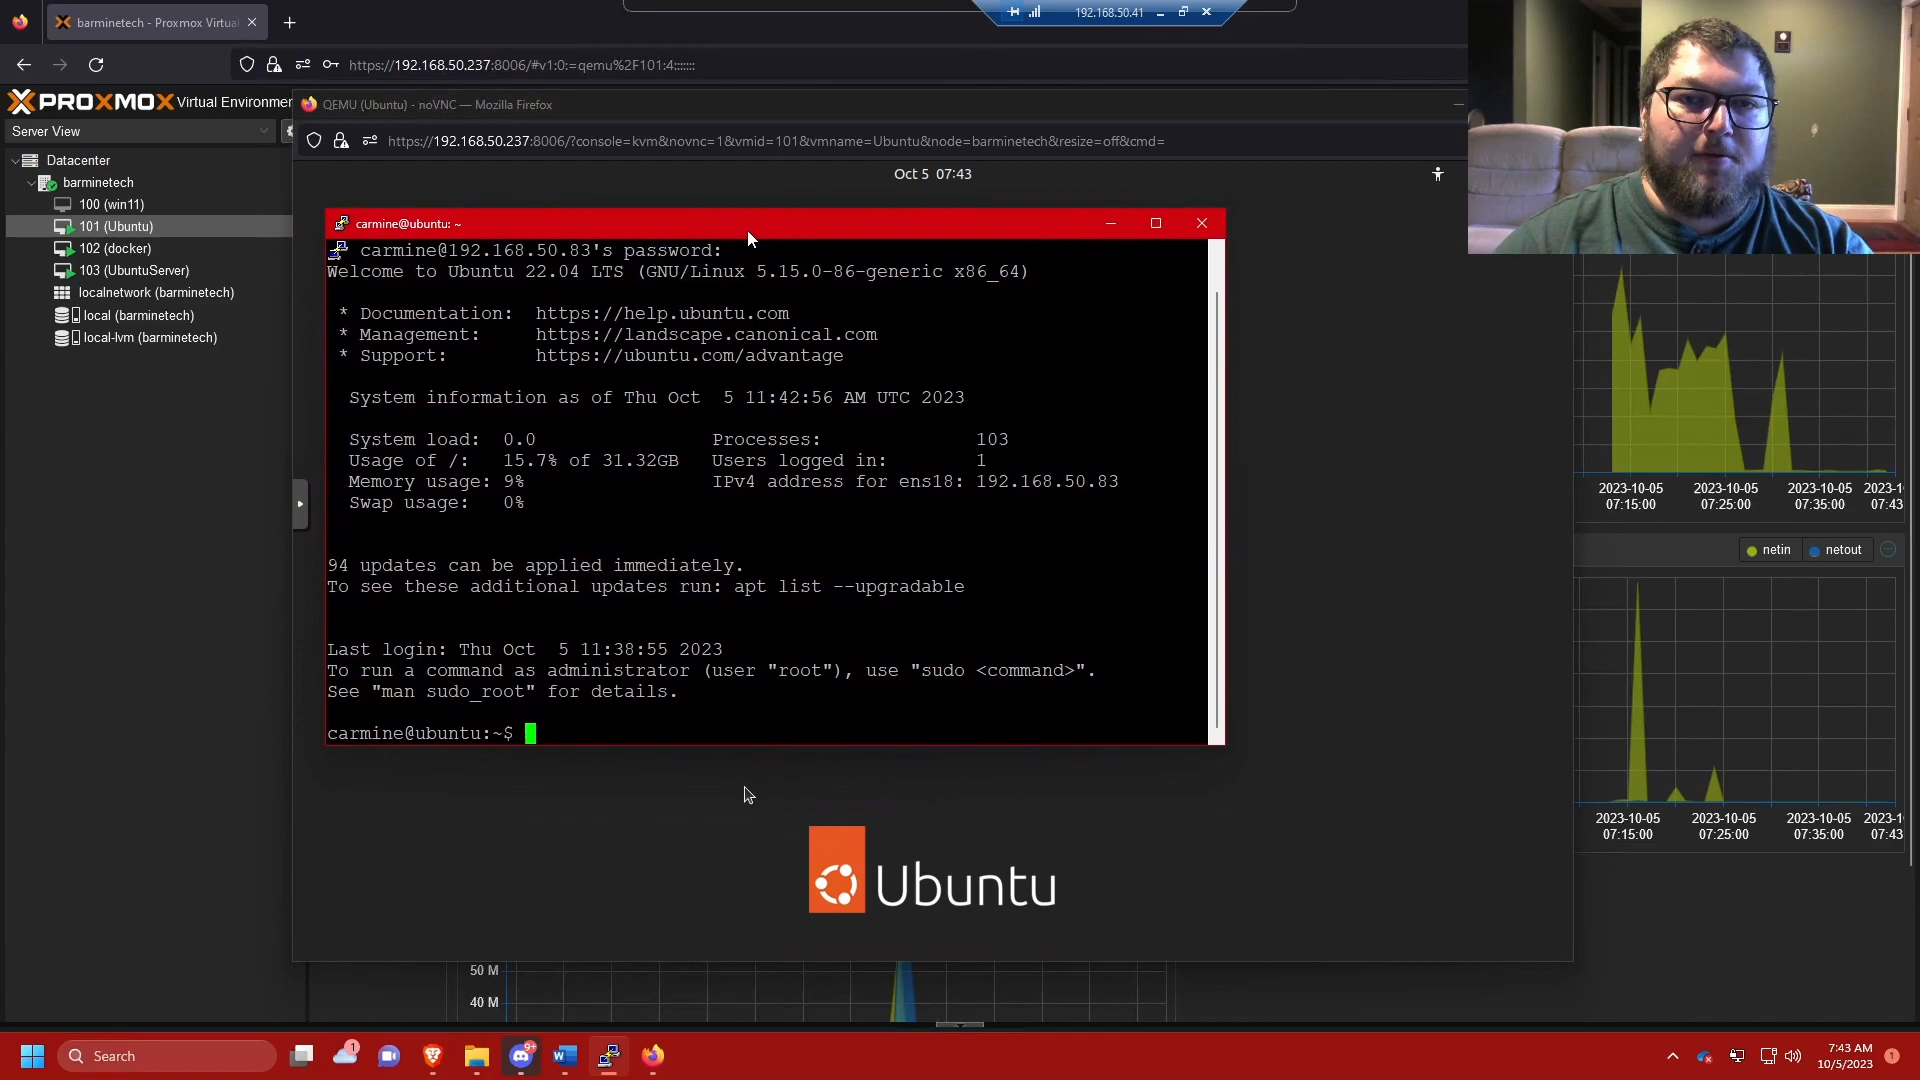 barminetech - Proxmox Virtual
192.168.50.41
https://192.168.50.237:8006/#v1:0:=qemu%2F101:4:::::::
PROXMOX Virtual Environmen
QEMU (Ubuntu) - noVNC — Mozilla Firefox
Server View
https://192.168.50.237:8006/?console=kvm&novnc=1&vmid=101&vmname=Ubuntu&node=barminetech&resize=off&cmd=
Datacenter
barminetech
100 (win11)
101 (Ubuntu)
102 (docker)
103 (UbuntuServer)
localnetwork (barminetech)
local (barminetech)
local-lvm (barminetech)
Oct 5 07:43
carmine@ubuntu: ~
carmine@192.168.50.83's password:
Welcome to Ubuntu 22.04 LTS (GNU/Linux 5.15.0-86-generic x86_64)
* Documentation: https://help.ubuntu.com
* Management: https://landscape.canonical.com
* Support: https://ubuntu.com/advantage
System information as of Thu Oct 5 11:42:56 AM UTC 2023
System load: 0.0 Processes: 103
Usage of /: 15.7% of 31.32GB Users logged in: 1
Memory usage: 9% IPv4 address for ens18: 192.168.50.83
Swap usage: 0%
94 updates can be applied immediately.
To see these additional updates run: apt list --upgradable
Last login: Thu Oct 5 11:38:55 2023
To run a command as administrator (user "root"), use "sudo <command>".
See "man sudo_root" for details.
carmine@ubuntu:~$
Ubuntu
2023-10-05 2023-10-05 2023-10-05 2023-1
07:15:00 07:25:00 07:35:00 07:43
netin netout
2023-10-05 2023-10-05 2023-10-05 2023-1
07:15:00 07:25:00 07:35:00 07:43
50 M
40 M
Search
1
9+
7:43 AM
10/5/2023
1